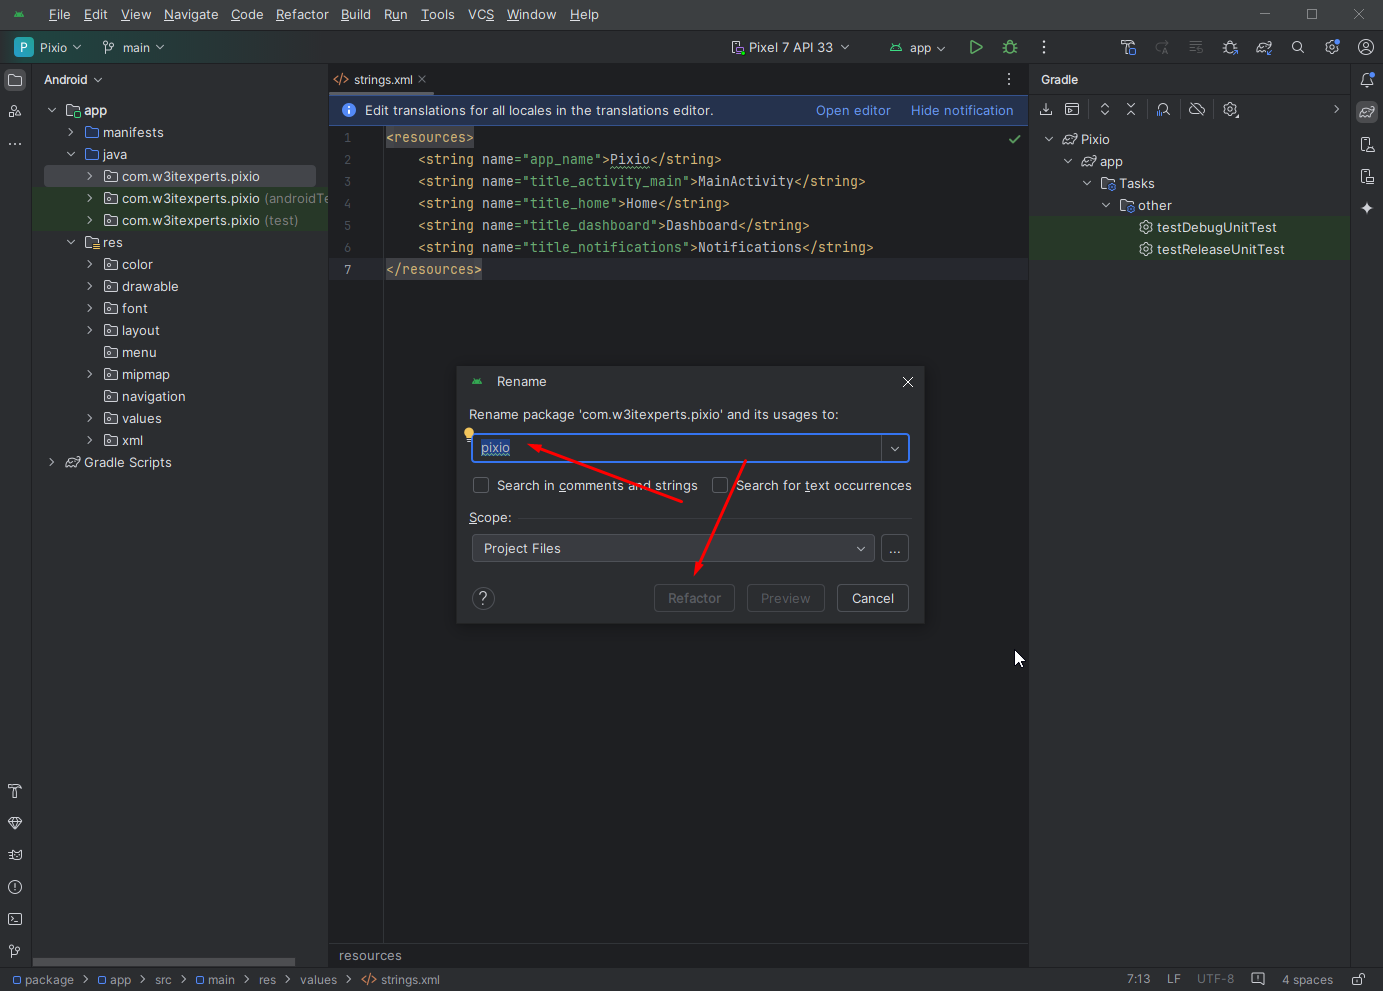 File Edit View Navigate Code Refactor Build Run Tools VCS Window Help
P Pixio main Pixel 7 API 33 app
Android
app
manifests
java
com.w3itexperts.pixio
com.w3itexperts.pixio (androidTe
com.w3itexperts.pixio (test)
res
color
drawable
font
layout
menu
mipmap
navigation
values
xml
Gradle Scripts
</> strings.xml
Edit translations for all locales in the translations editor. Open editor Hide notification
1 <resources>
2 <string name="app_name">Pixio</string>
3 <string name="title_activity_main">MainActivity</string>
4 <string name="title_home">Home</string>
5 <string name="title_dashboard">Dashboard</string>
6 <string name="title_notifications">Notifications</string>
7 </resources>
Rename
Rename package 'com.w3itexperts.pixio' and its usages to:
pixio
Search in comments and strings Search for text occurrences
Scope:
Project Files ...
? Refactor Preview Cancel
Gradle
Pixio
app
Tasks
other
testDebugUnitTest
testReleaseUnitTest
resources
package > app > src > main > res > values > </> strings.xml 7:13 LF UTF-8 4 spaces